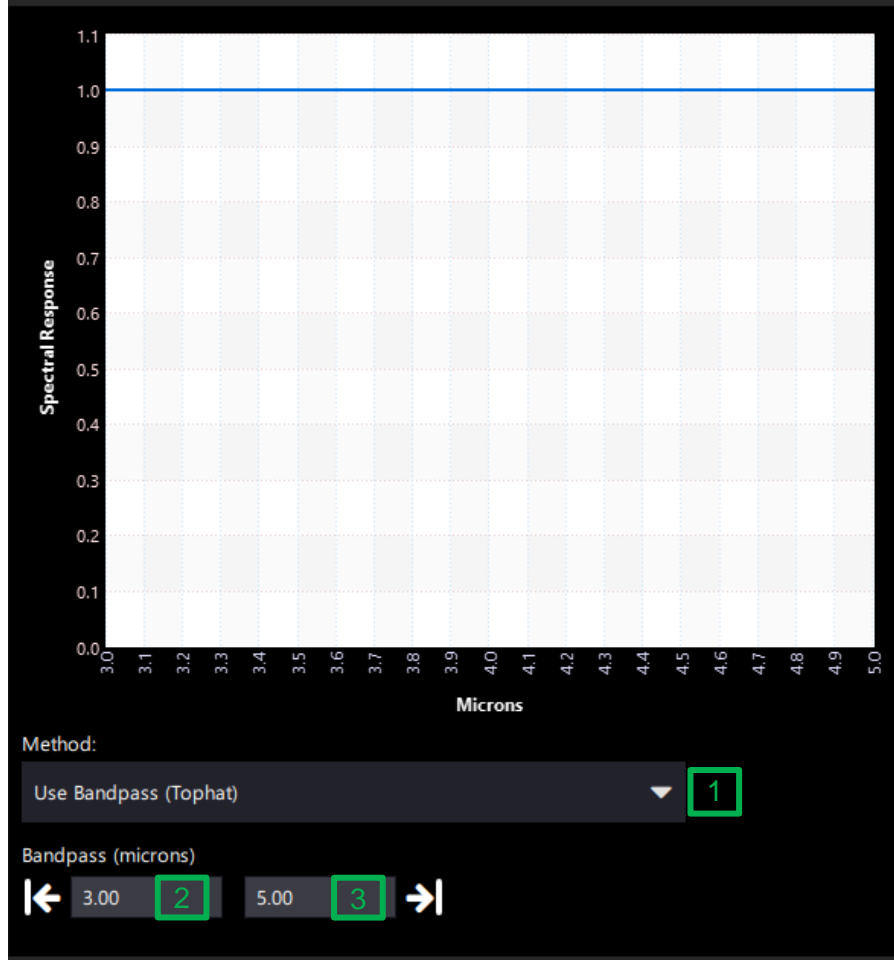 1.1
1.0
0.9
0.8
0.7
0.6
0.5
0.4
0.3
0.2
0.1
0.0
Spectral Response
3.0 3.1 3.2 3.3 3.4 3.5 3.6 3.7 3.8 3.9 4.0 4.1 4.2 4.3 4.4 4.5 4.6 4.7 4.8 4.9 5.0
Microns
Method:
Use Bandpass (Tophat) 1
Bandpass (microns)
3.00 2 5.00 3